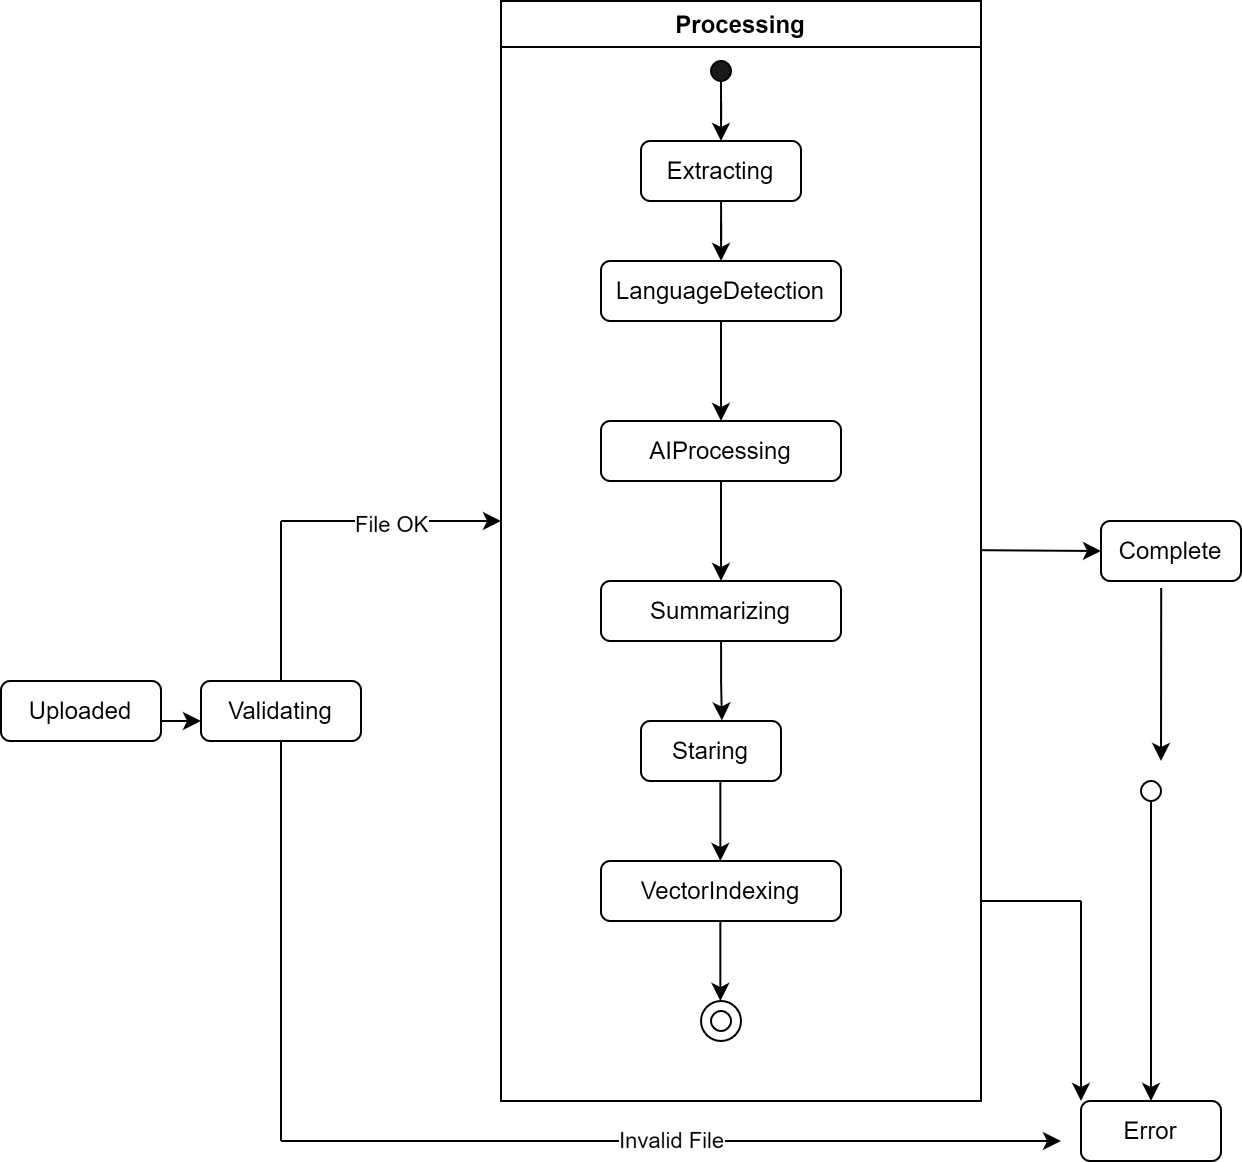 Processing
Extracting
LanguageDetection
AIProcessing
File OK
Complete
Summarizing
Uploaded
Validating
Staring
VectorIndexing
Invalid File
Error